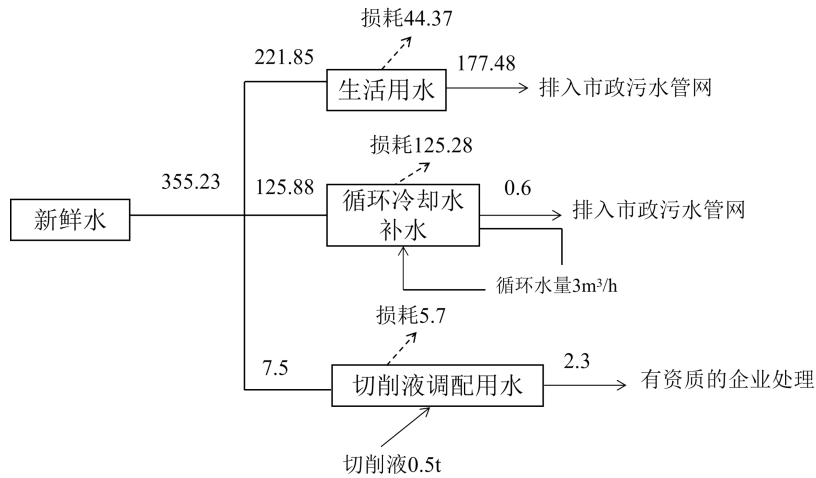 损耗44.37
221.85
177.48
生活用水
排入市政污水管网
损耗125.28
355.23
125.88
0.6
新鲜水
循环冷却水
补水
排入市政污水管网
循环水量3m³/h
损耗5.7
7.5
2.3
切削液调配用水
有资质的企业处理
切削液0.5t